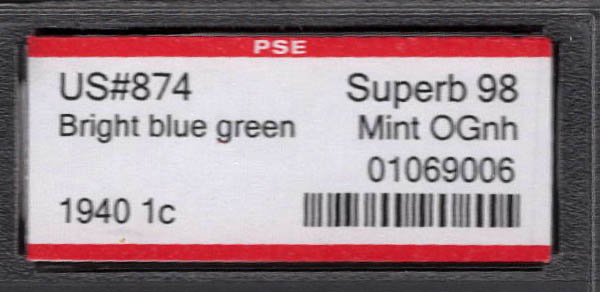 PSE
US#874 Superb 98
Bright blue green Mint OGnh
01069006
1940 1c